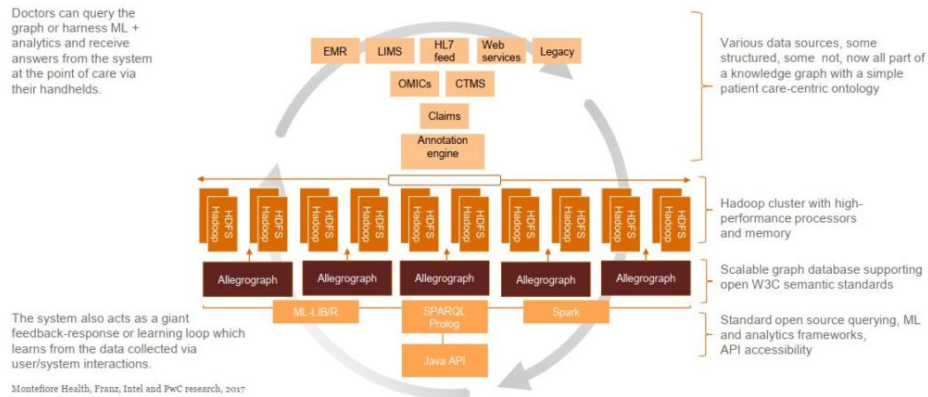 Doctors can query the
graph or harness ML +
analytics and receive
answers from the system
at the point of care via
their handhelds.
EMR
LIMS
HL7
feed
Web
services
Legacy
OMICs
CTMS
Claims
Annotation
engine
Various data sources, some
structured, some not, now all part of
a knowledge graph with a simple
patient care-centric ontology
HDFS
Hadoop
HDFS
Hadoop
HDFS
Hadoop
HDFS
Hadoop
HDFS
Hadoop
HDFS
Hadoop
HDFS
Hadoop
HDFS
Hadoop
HDFS
Hadoop
HDFS
Hadoop
Hadoop cluster with high-
performance processors
and memory
Allegrograph
Allegrograph
Allegrograph
Allegrograph
Allegrograph
Scalable graph database supporting
open W3C semantic standards
ML-LIB/R
SPARQL
Prolog
Spark
Java API
Standard open source querying, ML
and analytics frameworks,
API accessibility
The system also acts as a giant
feedback-response or learning loop which
learns from the data collected via
user/system interactions.
Montefiore Health, Franz, Intel and PwC research, 2017